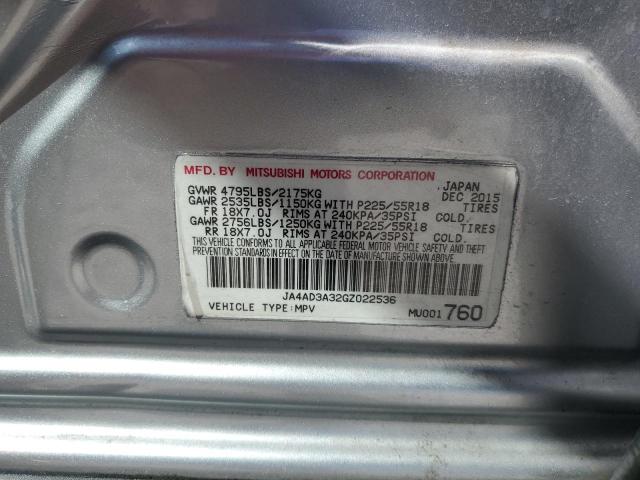 MFD. BY MITSUBISHI MOTORS CORPORATION JAPAN
GVWR 4795LBS/2175KG DEC 2015
GAWR 2535LBS/1150KG WITH P225/55R18 TIRES
FR 18X7.0J RIMS AT 240KPA/35PSI COLD.
GAWR 2756LBS/1250KG WITH P225/55R18 TIRES
RR 18X7.0J RIMS AT 240KPA/35PSI COLD.
THIS VEHICLE CONFORMS TO ALL APPLICABLE FEDERAL MOTOR VEHICLE SAFETY AND THEFT
PREVENTION STANDARDS IN EFFECT ON THE DATE OF MANUFACTURE SHOWN ABOVE.
JA4AD3A32GZ022536
VEHICLE TYPE:MPV MU001760